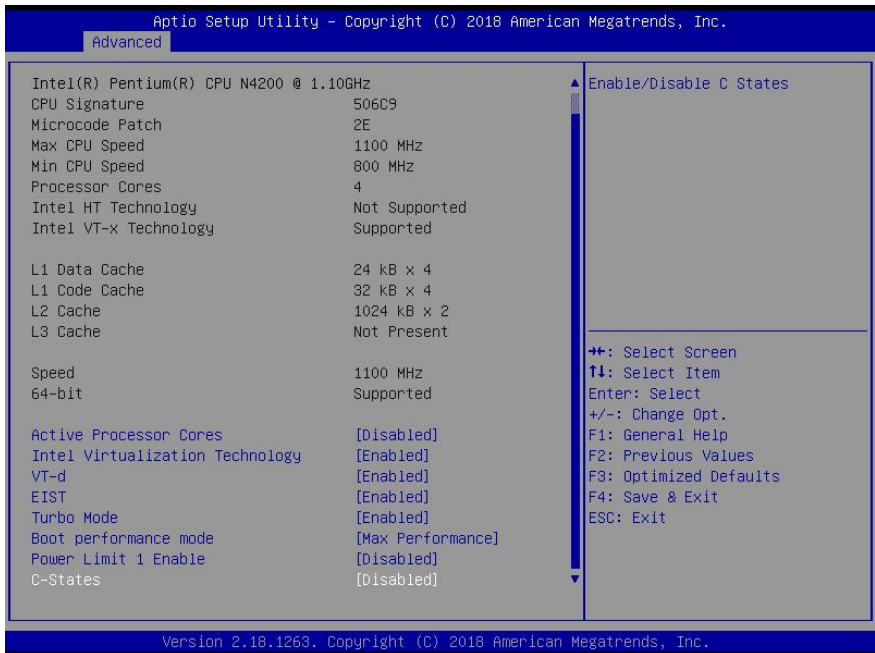 Aptio Setup Utility – Copyright (C) 2018 American Megatrends, Inc.
Advanced
Intel(R) Pentium(R) CPU N4200 @ 1.10GHz
CPU Signature 506C9
Microcode Patch 2E
Max CPU Speed 1100 MHz
Min CPU Speed 800 MHz
Processor Cores 4
Intel HT Technology Not Supported
Intel VT-x Technology Supported
L1 Data Cache 24 kB x 4
L1 Code Cache 32 kB x 4
L2 Cache 1024 kB x 2
L3 Cache Not Present
Speed 1100 MHz
64-bit Supported
Active Processor Cores [Disabled]
Intel Virtualization Technology [Enabled]
VT-d [Enabled]
EIST [Enabled]
Turbo Mode [Enabled]
Boot performance mode [Max Performance]
Power Limit 1 Enable [Disabled]
C-States [Disabled]
Enable/Disable C States
→←: Select Screen
↑↓: Select Item
Enter: Select
+/-: Change Opt.
F1: General Help
F2: Previous Values
F3: Optimized Defaults
F4: Save & Exit
ESC: Exit
Version 2.18.1263. Copyright (C) 2018 American Megatrends, Inc.